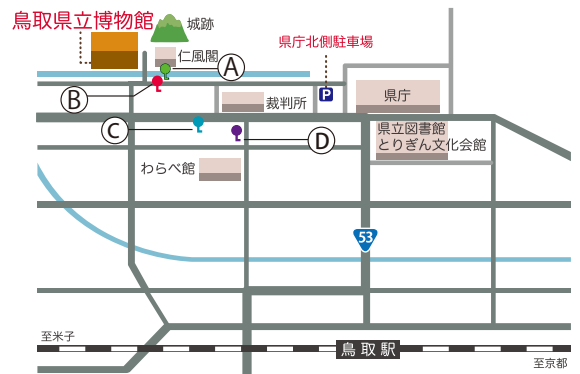 鳥取県立博物館
城跡
仁風閣
県庁北側駐車場
A
B
P
裁判所
県庁
C
D
県立図書館
とりぎん文化会館
わらべ館
53
至米子
鳥取駅
至京都